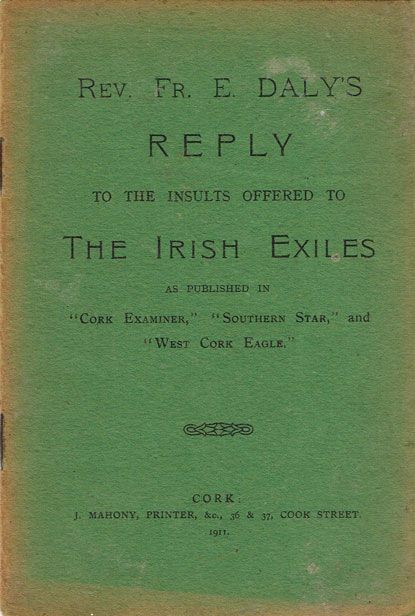 REV. FR. E. DALY'S
REPLY
TO THE INSULTS OFFERED TO
THE IRISH EXILES
AS PUBLISHED IN
"CORK EXAMINER," "SOUTHERN STAR," and
"WEST CORK EAGLE."
CORK:
J. MAHONY, PRINTER, &c., 36 & 37, COOK STREET.
1911.